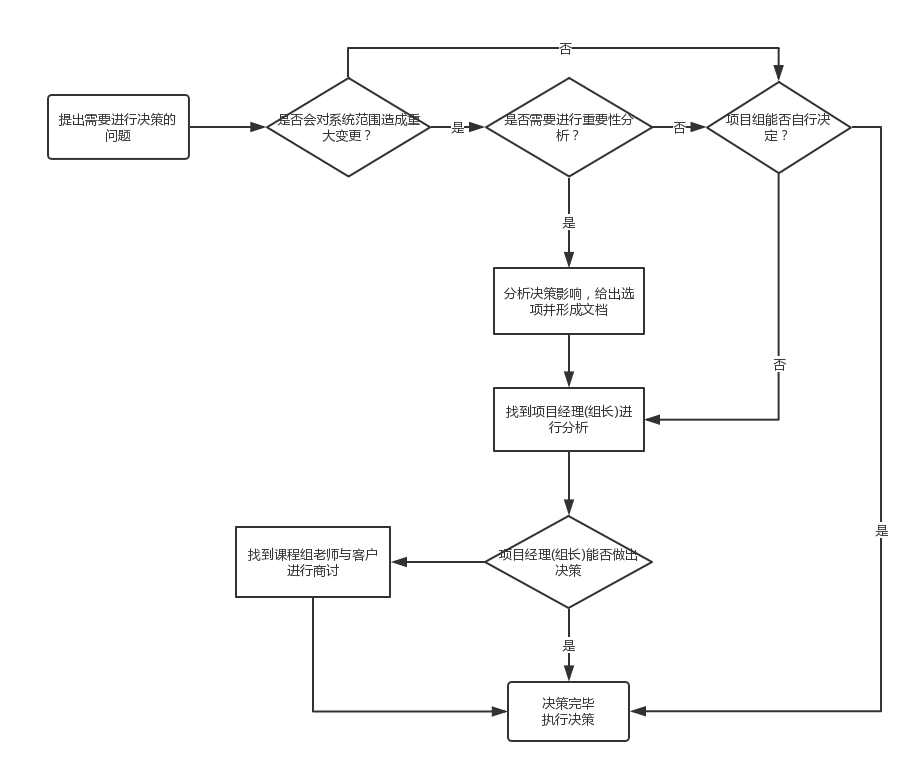 否
提出需要进行决策的
问题
是否会对系统范围造成重
大变更？
是
是否需要进行重要性分
析？
否
项目组能否自行决
定？
是
分析决策影响，给出选
项并形成文档
否
找到项目经理(组长)进
行分析
是
项目经理(组长)能否做出
决策
找到课程组老师与客户
进行商讨
是
决策完毕
执行决策